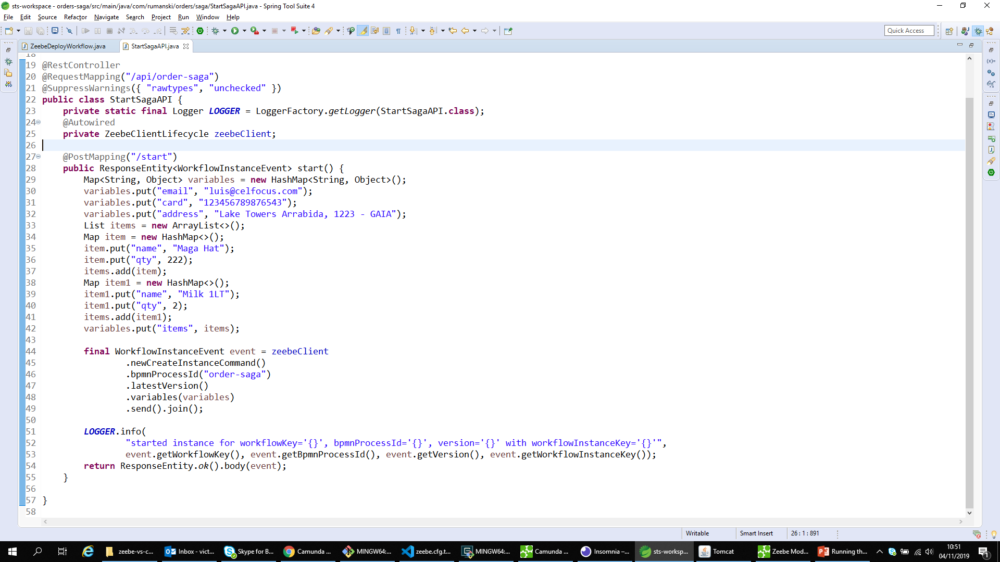 sts-workspace - orders-saga/src/main/java/com/rumanski/orders/saga/StartSagaAPI.java - Spring Tool Suite 4
File Edit Source Refactor Navigate Search Project Run Window Help
Quick Access
ZeebeDeployWorkflow.java StartSagaAPI.java
18
19 @RestController
20 @RequestMapping("/api/order-saga")
21 @SuppressWarnings({ "rawtypes", "unchecked" })
22 public class StartSagaAPI {
23 private static final Logger LOGGER = LoggerFactory.getLogger(StartSagaAPI.class);
24 @Autowired
25 private ZeebeClientLifecycle zeebeClient;
26
27 @PostMapping("/start")
28 public ResponseEntity<WorkflowInstanceEvent> start() {
29 Map<String, Object> variables = new HashMap<String, Object>();
30 variables.put("email", "luis@celfocus.com");
31 variables.put("card", "123456789876543");
32 variables.put("address", "Lake Towers Arrabida, 1223 - GAIA");
33 List items = new ArrayList<>();
34 Map item = new HashMap<>();
35 item.put("name", "Maga Hat");
36 item.put("qty", 222);
37 items.add(item);
38 Map item1 = new HashMap<>();
39 item1.put("name", "Milk 1LT");
40 item1.put("qty", 2);
41 items.add(item1);
42 variables.put("items", items);
43
44 final WorkflowInstanceEvent event = zeebeClient
45 .newCreateInstanceCommand()
46 .bpmnProcessId("order-saga")
47 .latestVersion()
48 .variables(variables)
49 .send().join();
50
51 LOGGER.info(
52 "started instance for workflowKey='{}', bpmnProcessId='{}', version='{}' with workflowInstanceKey='{}'",
53 event.getWorkflowKey(), event.getBpmnProcessId(), event.getVersion(), event.getWorkflowInstanceKey());
54 return ResponseEntity.ok().body(event);
55 }
56
57 }
58
Writable Smart Insert 26 : 1 : 891
zeebe-vs-c... Inbox - vict... Skype for B... Camunda ... MINGW64:... zeebe.cfg.t... MINGW64:... Camunda ... Insomnia –... sts-worksp... Tomcat Zeebe Mod... Running th... 10:51
04/11/2019